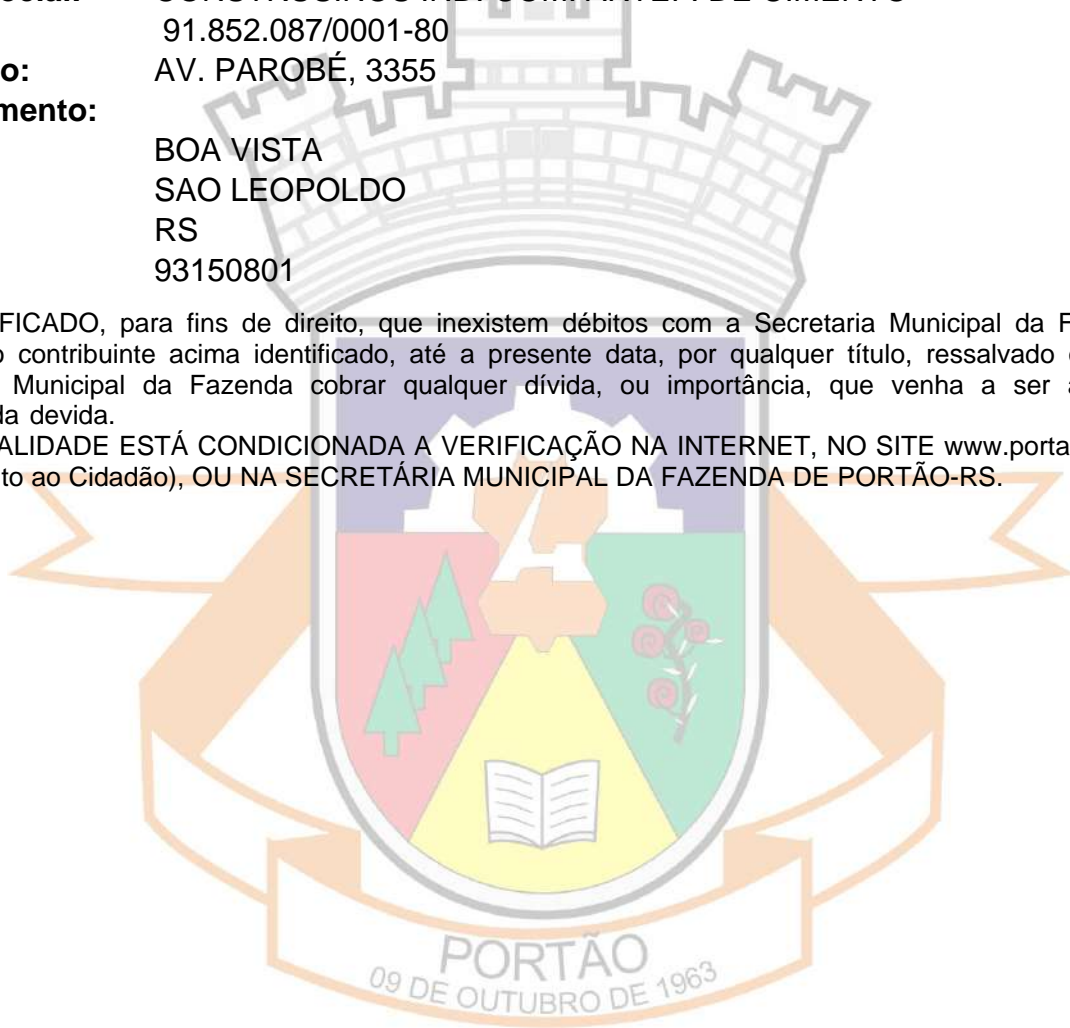 91.852.087/0001-80
o: AV. PAROBÉ, 3355
mento:
BOA VISTA
SAO LEOPOLDO
RS
93150801
FICADO, para fins de direito, que inexistem débitos com a Secretaria Municipal da F
o contribuinte acima identificado, até a presente data, por qualquer título, ressalvado
Municipal da Fazenda cobrar qualquer dívida, ou importância, que venha a ser a
da devida.
ALIDADE ESTÁ CONDICIONADA A VERIFICAÇÃO NA INTERNET, NO SITE www.porta
to ao Cidadão), OU NA SECRETÁRIA MUNICIPAL DA FAZENDA DE PORTÃO-RS.
PORTÃO
09 DE OUTUBRO DE 1963